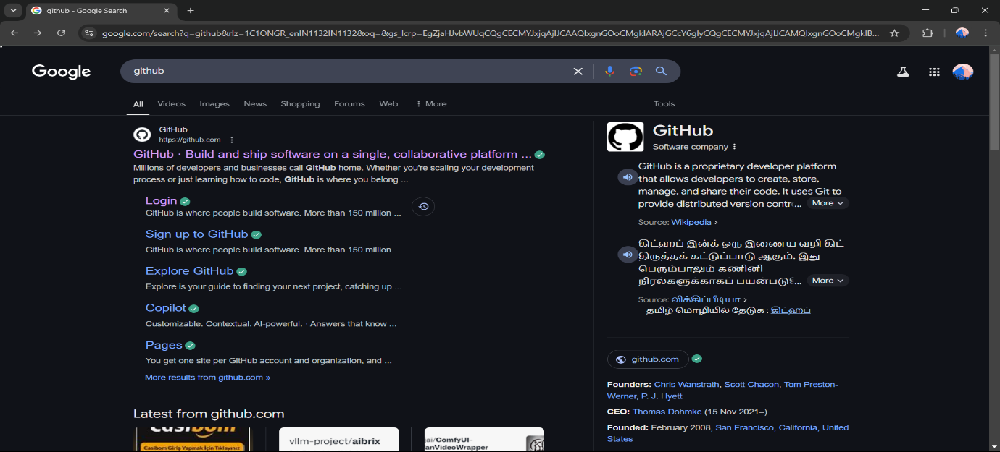 github - Google Search
google.com/search?q=github&rlz=1C1ONGR_enIN1132IN1132&oq=&gs_lcrp=EgZjaHJvbWUqCQgCECMYJxjqAjIJCAAQIxgnGOoCMgkIARAjGCcY6gIyCQgCECMYJxjqAjIJCAMQIxgnGOoCMgkIB...
Google
github
All Videos Images News Shopping Forums Web More Tools
GitHub
https://github.com
GitHub · Build and ship software on a single, collaborative platform ...
Millions of developers and businesses call GitHub home. Whether you're scaling your development
process or just learning how to code, GitHub is where you belong ...
Login
GitHub is where people build software. More than 150 million ...
Sign up to GitHub
GitHub is where people build software. More than 150 million ...
Explore GitHub
Explore is your guide to finding your next project, catching up ...
Copilot
Customizable. Contextual. AI-powered. · Answers that know ...
Pages
You get one site per GitHub account and organization, and ...
More results from github.com »
Latest from github.com
Casibom
Casibom Giriş Yapmak İçin Tıklayınız
vllm-project/aibrix
jai/ComfyUI-
anVideoWrapper
GitHub
Software company
GitHub is a proprietary developer platform
that allows developers to create, store,
manage, and share their code. It uses Git to
provide distributed version contr... More
Source: Wikipedia ›
கிட்ஹப் இன்க் ஒரு இணைய வழி கிட்
திருத்தக் கட்டுப்பாடு ஆகும். இது
பெரும்பாலும் கணினி
நிரல்களுக்காகப் பயன்படு... More
Source: விக்கிப்பீடியா ›
தமிழ் மொழியில் தேடுக : கிட்ஹப்
github.com
Founders: Chris Wanstrath, Scott Chacon, Tom Preston-
Werner, P. J. Hyett
CEO: Thomas Dohmke (15 Nov 2021–)
Founded: February 2008, San Francisco, California, United
States